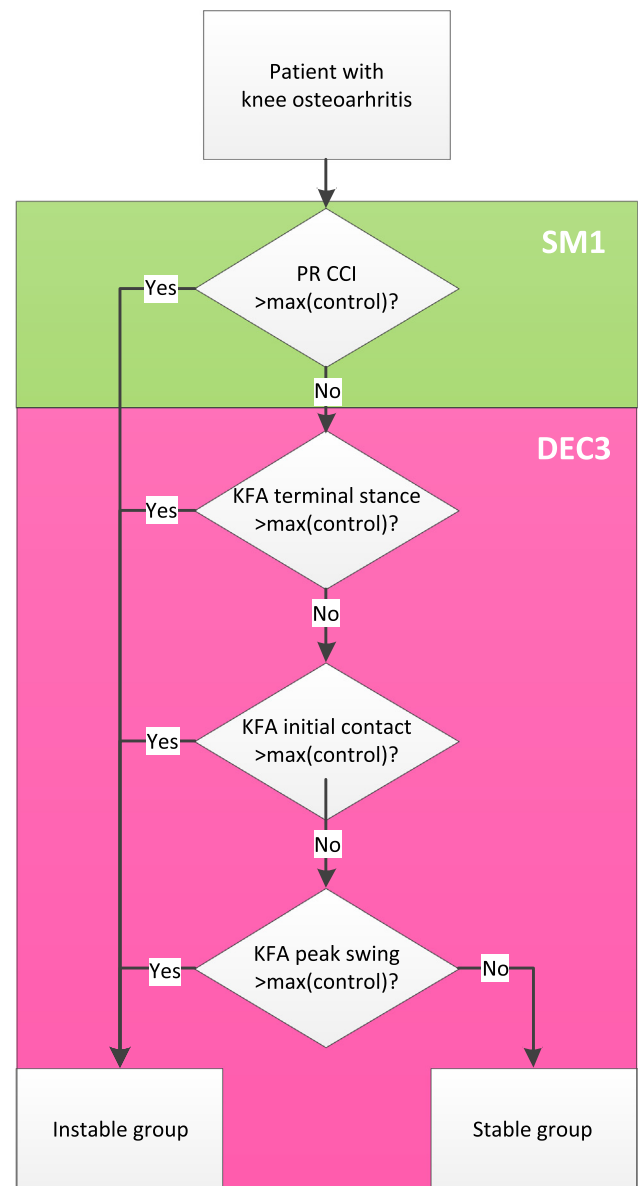 Patient with
knee osteoarhritis
SM1
PR CCI
>max(control)?
Yes
No
DEC3
KFA terminal stance
>max(control)?
Yes
No
KFA initial contact
>max(control)?
Yes
No
KFA peak swing
>max(control)?
Yes
No
Instable group
Stable group